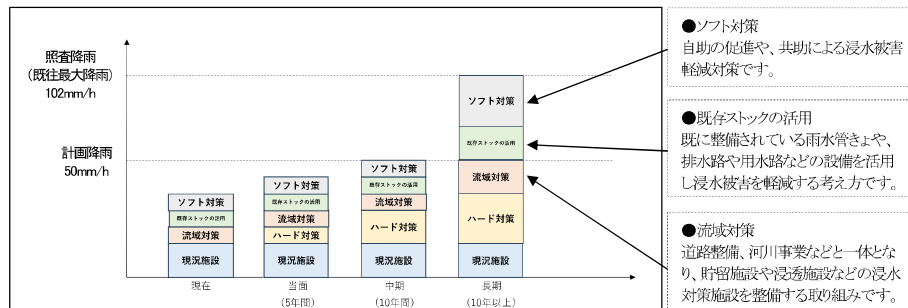 照査降雨
（既往最大降雨）
102mm/h
計画降雨
50mm/h
ソフト対策
既存ストックの活用
流域対策
現況施設
現在
ソフト対策
既存ストックの活用
流域対策
ハード対策
現況施設
当面
（5年間）
ソフト対策
既存ストックの活用
流域対策
ハード対策
現況施設
中期
（10年間）
ソフト対策
既存ストックの活用
流域対策
ハード対策
現況施設
長期
（10年以上）
●ソフト対策
自助の促進や、共助による浸水被害
軽減対策です。
●既存ストックの活用
既に整備されている雨水管きょや、
排水路や用水路などの設備を活用
し浸水被害を軽減する考え方です。
●流域対策
道路整備、河川事業などと一体とな
り、貯留施設や浸透施設などの浸水
対策施設を整備する取り組みです。